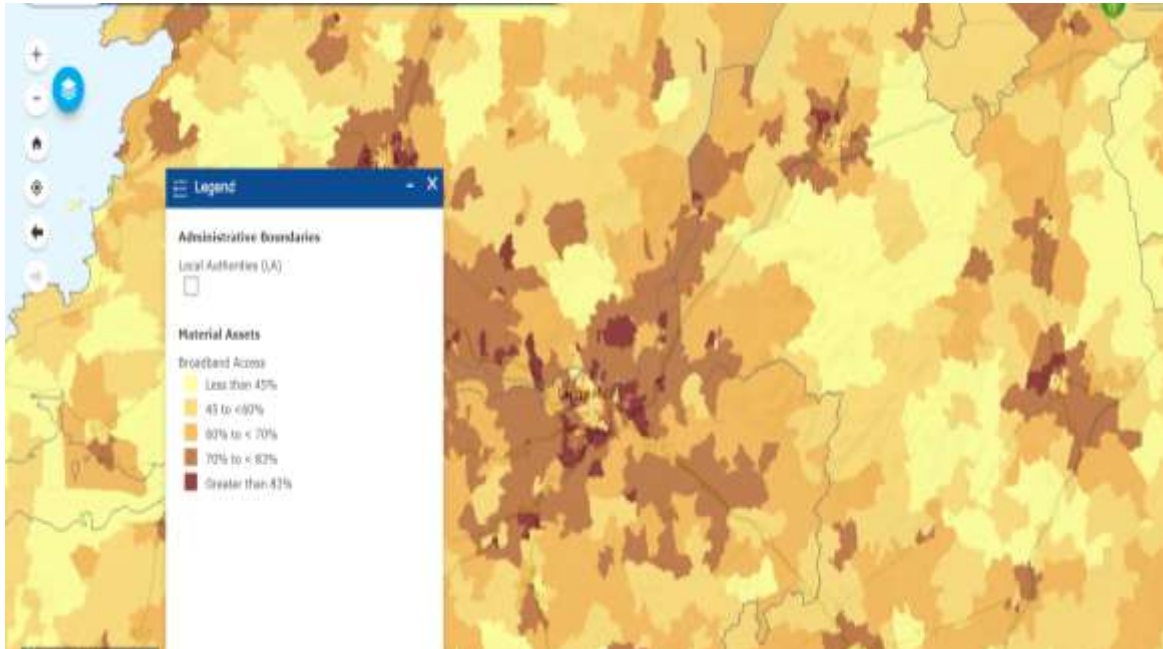 Legend
Administrative Boundaries
Local Authorities (LA)
Material Assets
Broadband Access
Less than 45%
45 to <60%
60% to < 70%
70% to < 83%
Greater than 83%